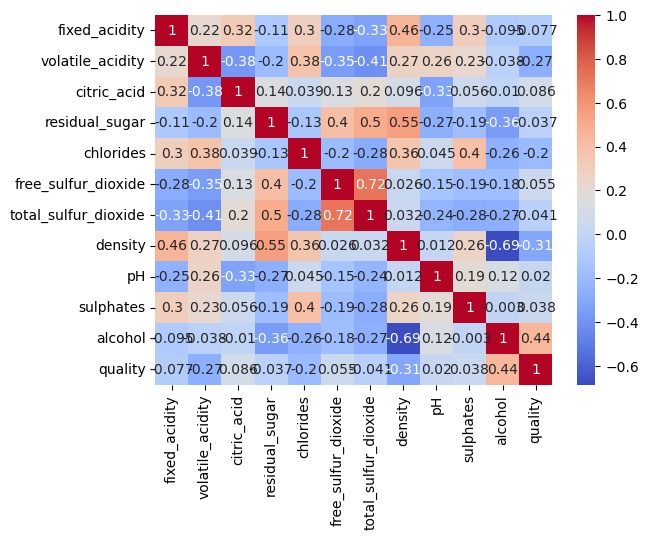 fixed_acidity 1 0.22 0.32 -0.11 0.3 -0.28 -0.33 0.46 -0.25 0.3 -0.095 -0.077
volatile_acidity 0.22 1 -0.38 -0.2 0.38 -0.35 -0.41 0.27 0.26 0.23 -0.038 -0.27
citric_acid 0.32 -0.38 1 0.14 0.039 0.13 0.2 0.096 -0.33 0.056 -0.01 0.086
residual_sugar -0.11 -0.2 0.14 1 -0.13 0.4 0.5 0.55 -0.27 -0.19 -0.36 -0.037
chlorides 0.3 0.38 0.039 -0.13 1 -0.2 -0.28 0.36 0.045 0.4 -0.26 -0.2
free_sulfur_dioxide -0.28 -0.35 0.13 0.4 -0.2 1 0.72 0.026 -0.15 -0.19 -0.18 0.055
total_sulfur_dioxide -0.33 -0.41 0.2 0.5 -0.28 0.72 1 0.032 -0.24 -0.28 -0.27 -0.041
density 0.46 0.27 0.096 0.55 0.36 0.026 0.032 1 0.012 0.26 -0.69 -0.31
pH -0.25 0.26 -0.33 -0.27 0.045 -0.15 -0.24 0.012 1 0.19 0.12 0.02
sulphates 0.3 0.23 0.056 -0.19 0.4 -0.19 -0.28 0.26 0.19 1 -0.003 0.038
alcohol -0.095 -0.038 -0.01 -0.36 -0.26 -0.18 -0.27 -0.69 0.12 -0.003 1 0.44
quality -0.077 -0.27 0.086 -0.037 -0.2 0.055 -0.041 -0.31 0.02 0.038 0.44 1
fixed_acidity
volatile_acidity
citric_acid
residual_sugar
chlorides
free_sulfur_dioxide
total_sulfur_dioxide
density
pH
sulphates
alcohol
quality
1.0
0.8
0.6
0.4
0.2
0.0
−0.2
−0.4
−0.6